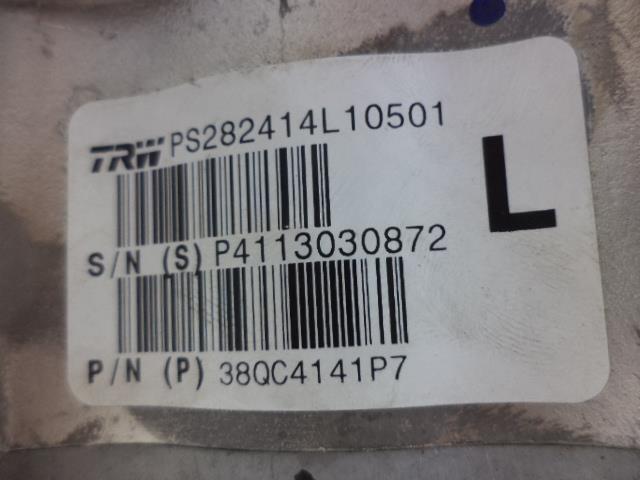 TRW PS282414L10501
L
S/N (S) P4113030872
P/N (P) 38QC4141P7